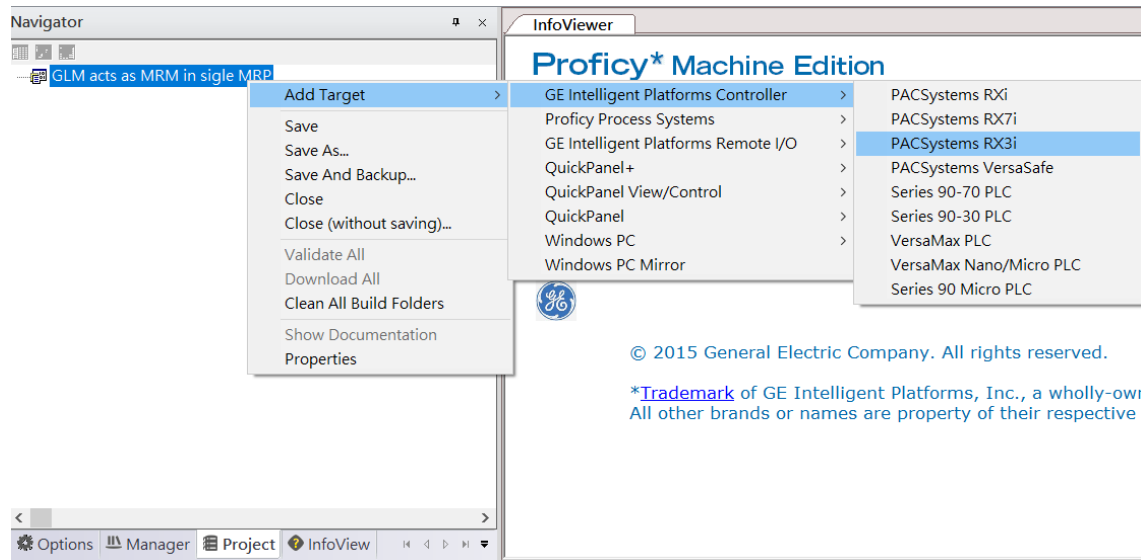 Navigator
GLM acts as MRM in sigle MRP
Add Target
Save
Save As...
Save And Backup...
Close
Close (without saving)...
Validate All
Download All
Clean All Build Folders
Show Documentation
Properties
GE Intelligent Platforms Controller
Proficy Process Systems
GE Intelligent Platforms Remote I/O
QuickPanel+
QuickPanel View/Control
QuickPanel
Windows PC
Windows PC Mirror
PACSystems RXi
PACSystems RX7i
PACSystems RX3i
PACSystems VersaSafe
Series 90-70 PLC
Series 90-30 PLC
VersaMax PLC
VersaMax Nano/Micro PLC
Series 90 Micro PLC
InfoViewer
Proficy* Machine Edition
© 2015 General Electric Company. All rights reserved.
*Trademark of GE Intelligent Platforms, Inc., a wholly-owr
All other brands or names are property of their respective
Options Manager Project InfoView